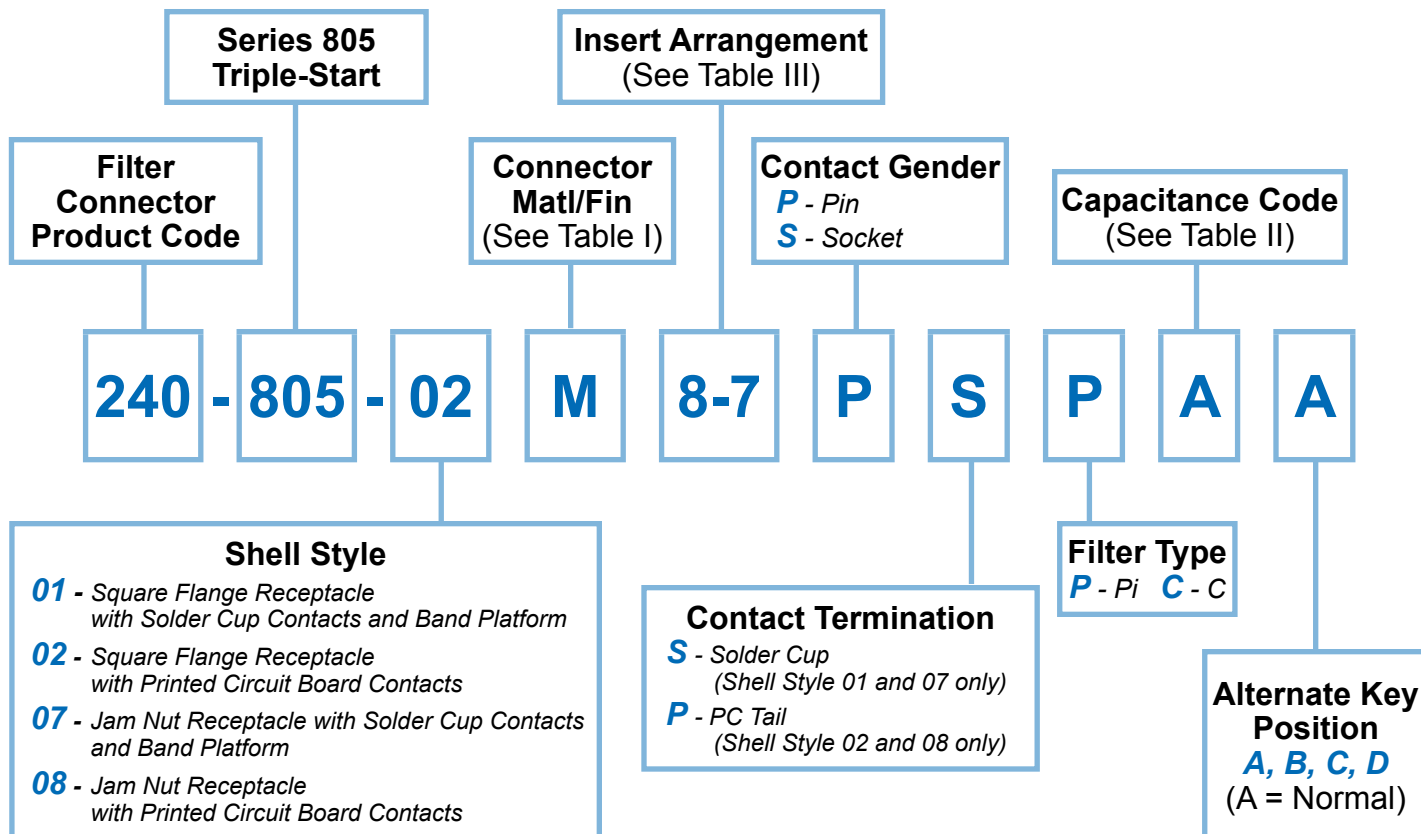 Series 805
Triple-Start
Insert Arrangement
(See Table III)
Filter
Connector
Product Code
Connector
Matl/Fin
(See Table I)
Contact Gender
P - Pin
S - Socket
Capacitance Code
(See Table II)
240 - 805 - 02 M 8-7 P S P A A
Shell Style
01 - Square Flange Receptacle
with Solder Cup Contacts and Band Platform
02 - Square Flange Receptacle
with Printed Circuit Board Contacts
07 - Jam Nut Receptacle with Solder Cup Contacts
and Band Platform
08 - Jam Nut Receptacle
with Printed Circuit Board Contacts
Contact Termination
S - Solder Cup
(Shell Style 01 and 07 only)
P - PC Tail
(Shell Style 02 and 08 only)
Filter Type
P - Pi C - C
Alternate Key
Position
A, B, C, D
(A = Normal)